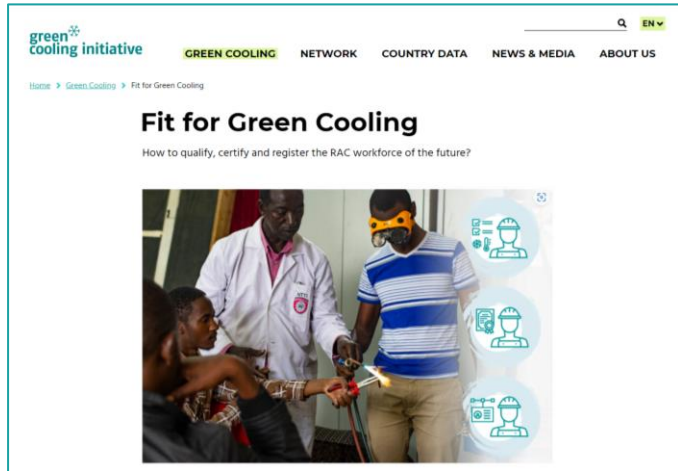 green
cooling initiative
EN
GREEN COOLING
NETWORK
COUNTRY DATA
NEWS & MEDIA
ABOUT US
Home > Green Cooling > Fit for Green Cooling
Fit for Green Cooling
How to qualify, certify and register the RAC workforce of the future?